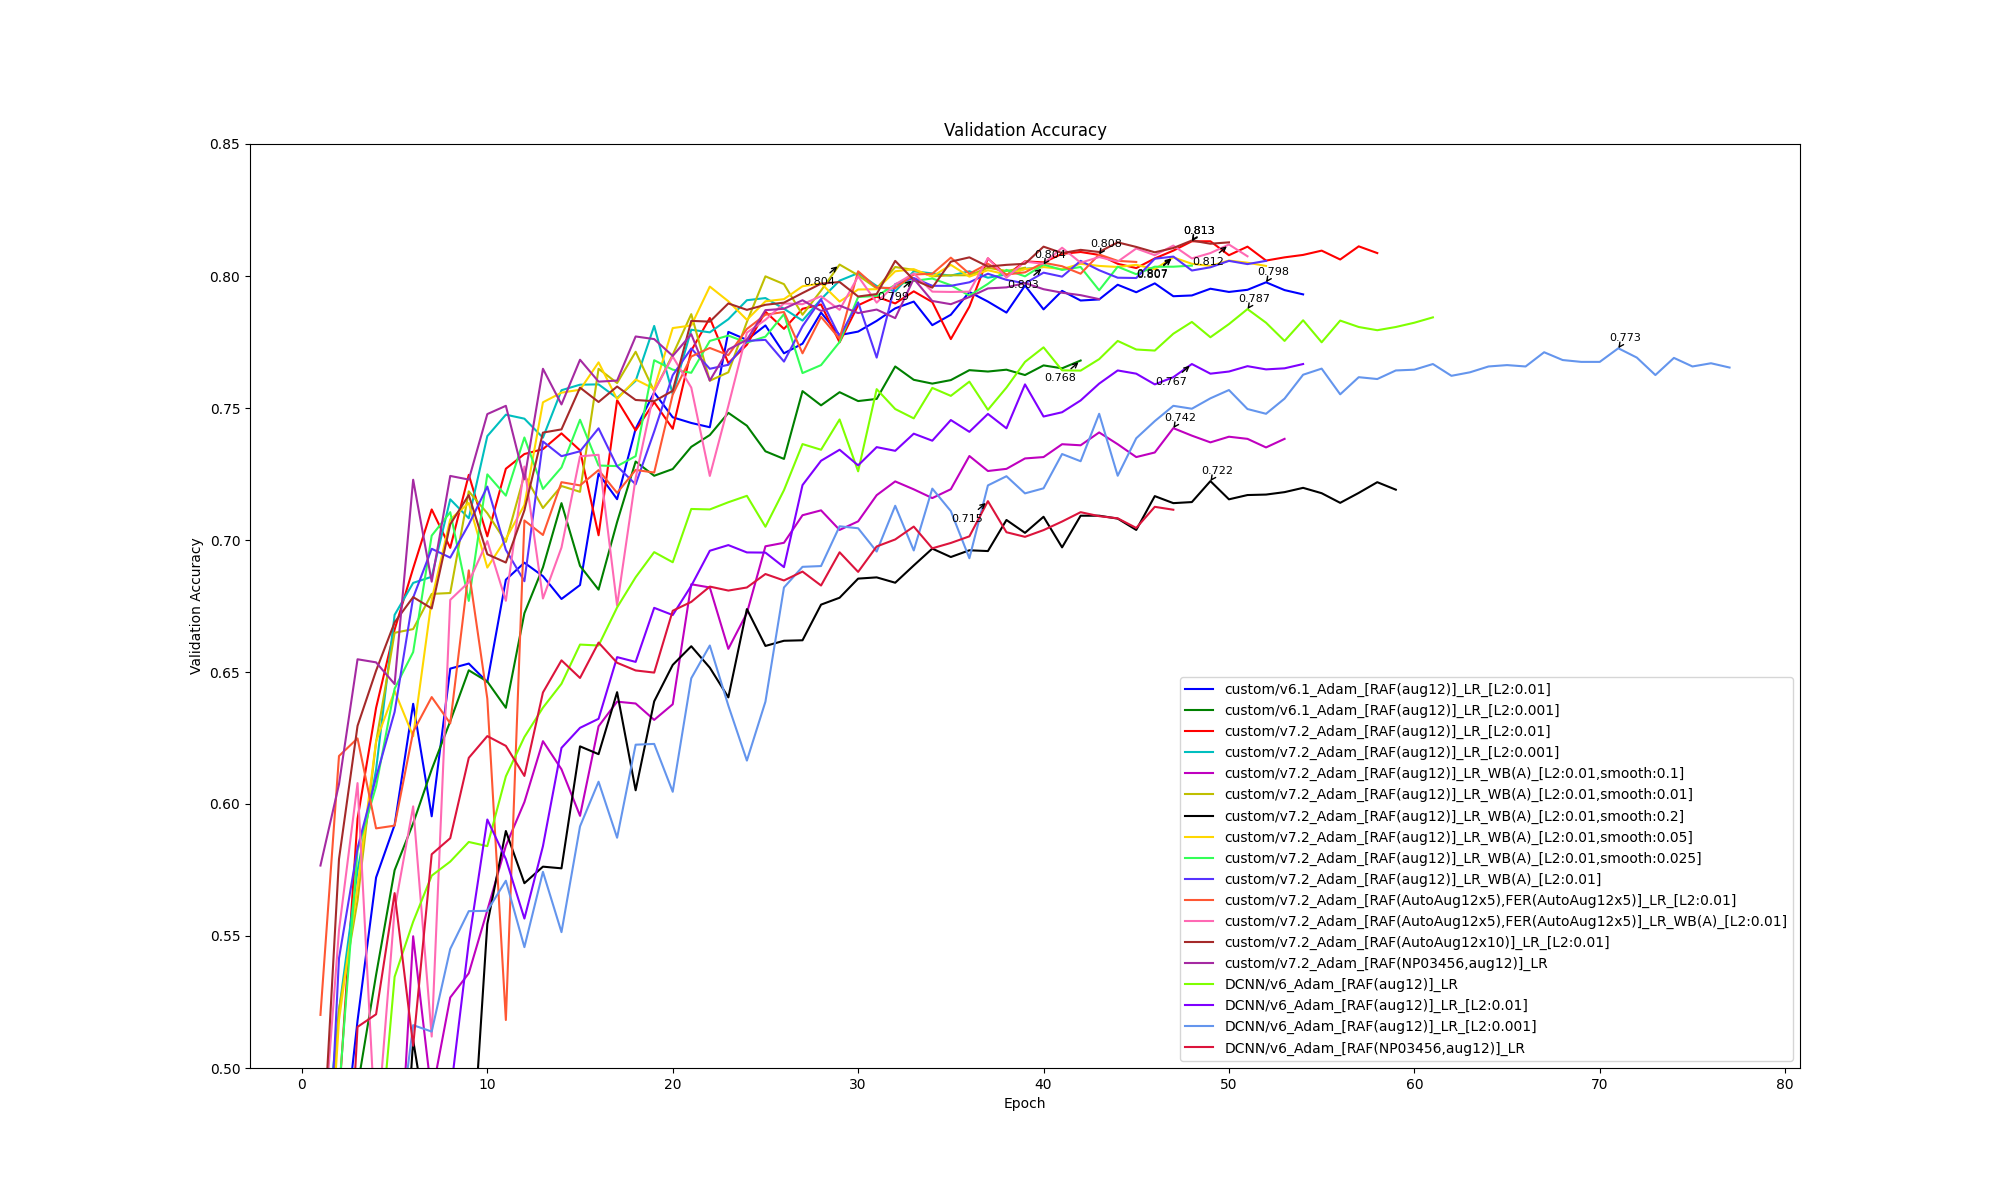 Validation Accuracy
0.85
0.80
0.75
0.70
0.65
0.60
0.55
0.50
Validation Accuracy
0 10 20 30 40 50 60 70 80
Epoch
0.813
0.808
0.804
0.812
0.804
0.807
0.798
0.803
0.799
0.787
0.773
0.768
0.767
0.742
0.722
0.715
custom/v6.1_Adam_[RAF(aug12)]_LR_[L2:0.01]
custom/v6.1_Adam_[RAF(aug12)]_LR_[L2:0.001]
custom/v7.2_Adam_[RAF(aug12)]_LR_[L2:0.01]
custom/v7.2_Adam_[RAF(aug12)]_LR_[L2:0.001]
custom/v7.2_Adam_[RAF(aug12)]_LR_WB(A)_[L2:0.01,smooth:0.1]
custom/v7.2_Adam_[RAF(aug12)]_LR_WB(A)_[L2:0.01,smooth:0.01]
custom/v7.2_Adam_[RAF(aug12)]_LR_WB(A)_[L2:0.01,smooth:0.2]
custom/v7.2_Adam_[RAF(aug12)]_LR_WB(A)_[L2:0.01,smooth:0.05]
custom/v7.2_Adam_[RAF(aug12)]_LR_WB(A)_[L2:0.01,smooth:0.025]
custom/v7.2_Adam_[RAF(aug12)]_LR_WB(A)_[L2:0.01]
custom/v7.2_Adam_[RAF(AutoAug12x5),FER(AutoAug12x5)]_LR_[L2:0.01]
custom/v7.2_Adam_[RAF(AutoAug12x5),FER(AutoAug12x5)]_LR_WB(A)_[L2:0.01]
custom/v7.2_Adam_[RAF(AutoAug12x10)]_LR_[L2:0.01]
custom/v7.2_Adam_[RAF(NP03456,aug12)]_LR
DCNN/v6_Adam_[RAF(aug12)]_LR
DCNN/v6_Adam_[RAF(aug12)]_LR_[L2:0.01]
DCNN/v6_Adam_[RAF(aug12)]_LR_[L2:0.001]
DCNN/v6_Adam_[RAF(NP03456,aug12)]_LR